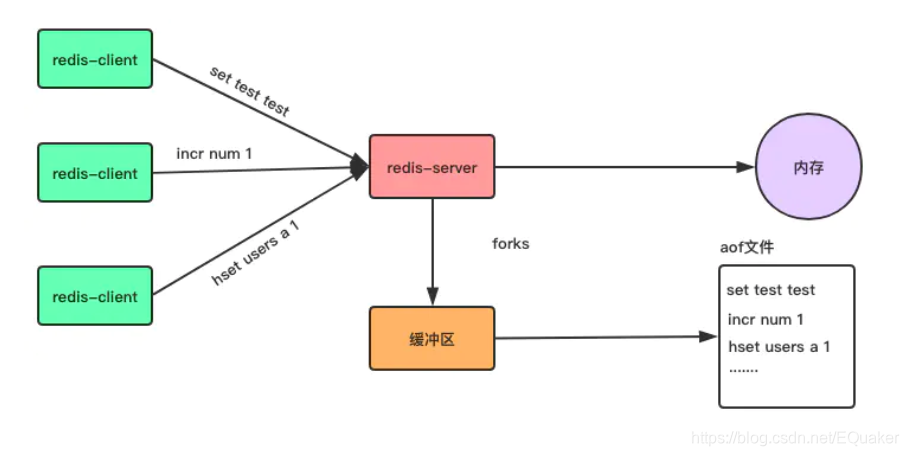 redis-client
set test test
redis-client
incr num 1
redis-server
内存
hset users a 1
forks
aof文件
redis-client
缓冲区
set test test
incr num 1
hset users a 1
.......
https://blog.csdn.net/EQuaker